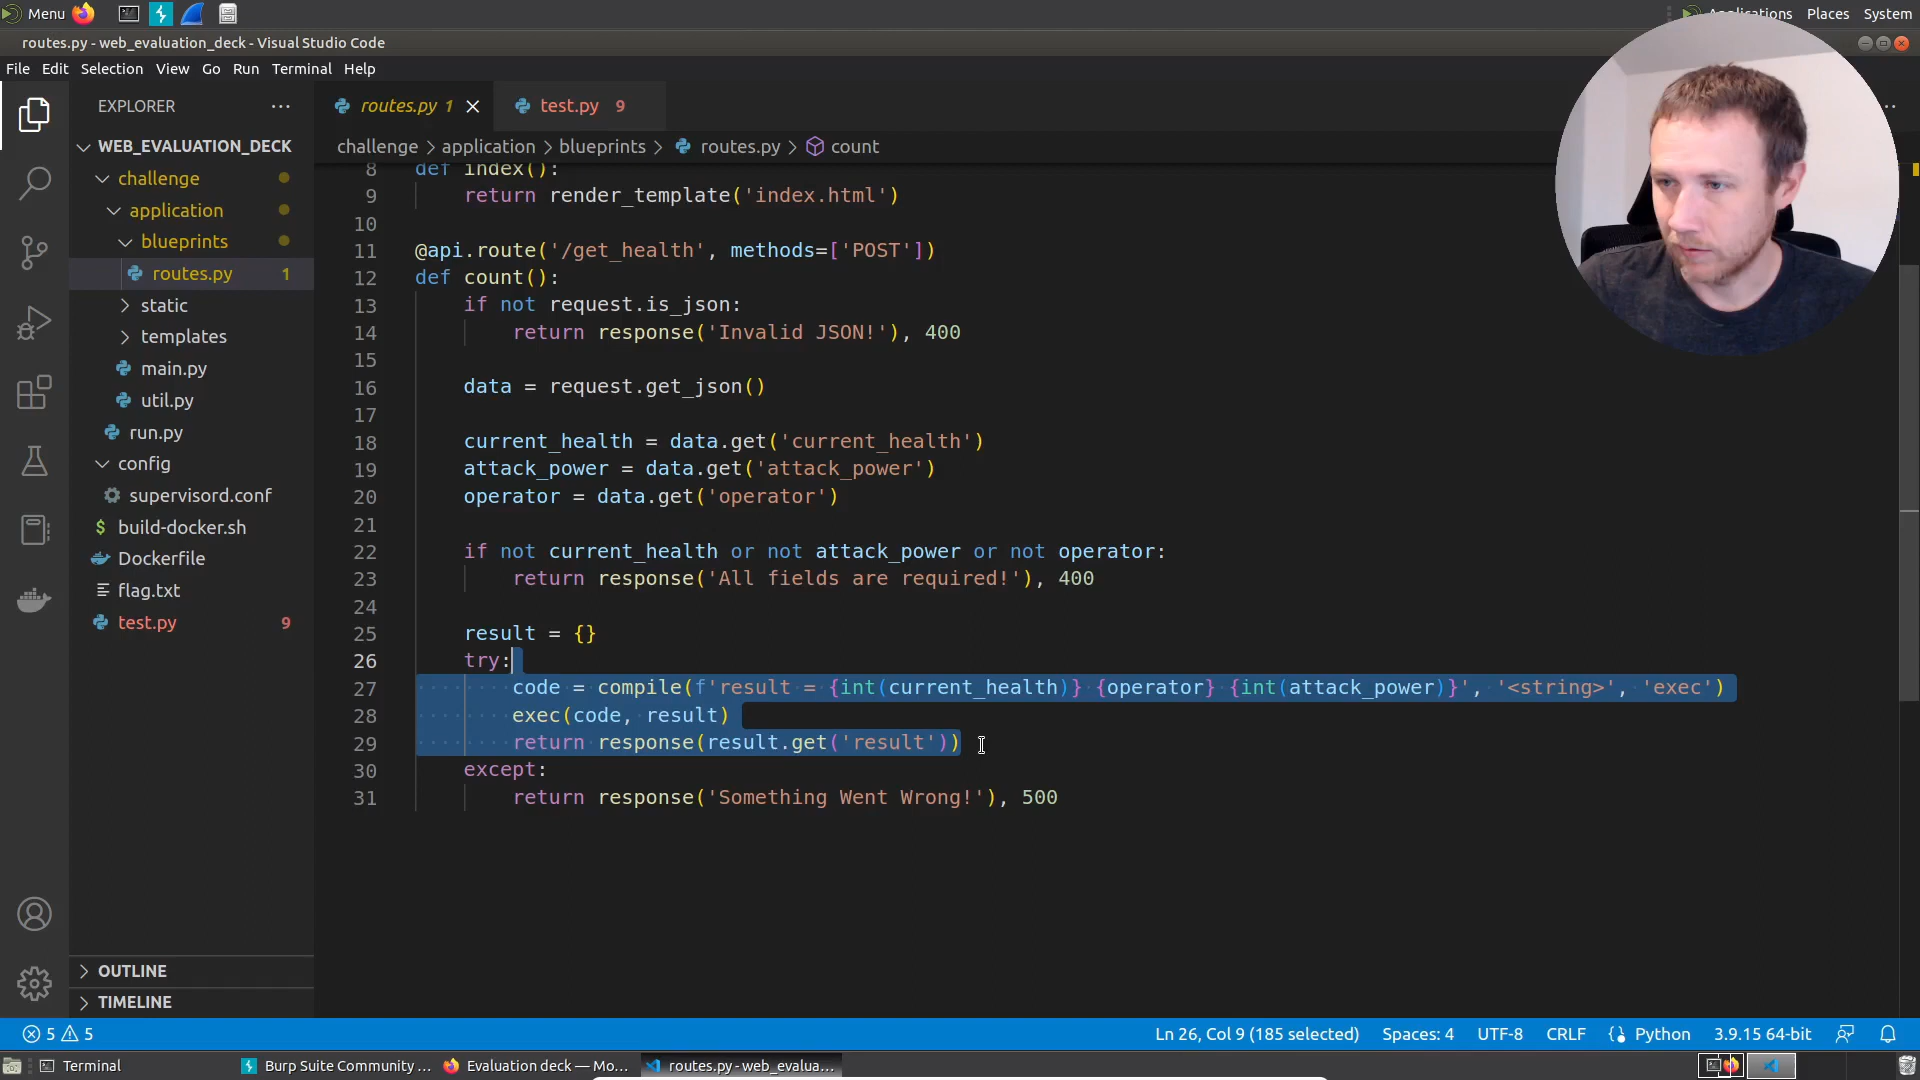 Menu
Applications Places System
routes.py - web_evaluation_deck - Visual Studio Code
File Edit Selection View Go Run Terminal Help
EXPLORER
routes.py 1
test.py 9
WEB_EVALUATION_DECK
challenge > application > blueprints > routes.py > count
challenge
application
blueprints
routes.py 1
static
templates
main.py
util.py
run.py
config
supervisord.conf
build-docker.sh
Dockerfile
flag.txt
test.py 9
OUTLINE
TIMELINE
8 def index():
9 return render_template('index.html')
10
11 @api.route('/get_health', methods=['POST'])
12 def count():
13 if not request.is_json:
14 return response('Invalid JSON!'), 400
15
16 data = request.get_json()
17
18 current_health = data.get('current_health')
19 attack_power = data.get('attack_power')
20 operator = data.get('operator')
21
22 if not current_health or not attack_power or not operator:
23 return response('All fields are required!'), 400
24
25 result = {}
26 try:
27 code = compile(f'result = {int(current_health)} {operator} {int(attack_power)}', '<string>', 'exec')
28 exec(code, result)
29 return response(result.get('result'))
30 except:
31 return response('Something Went Wrong!'), 500
5 5
Ln 26, Col 9 (185 selected) Spaces: 4 UTF-8 CRLF Python 3.9.15 64-bit
Terminal
Burp Suite Community ...
Evaluation deck — Mo...
routes.py - web_evalua...